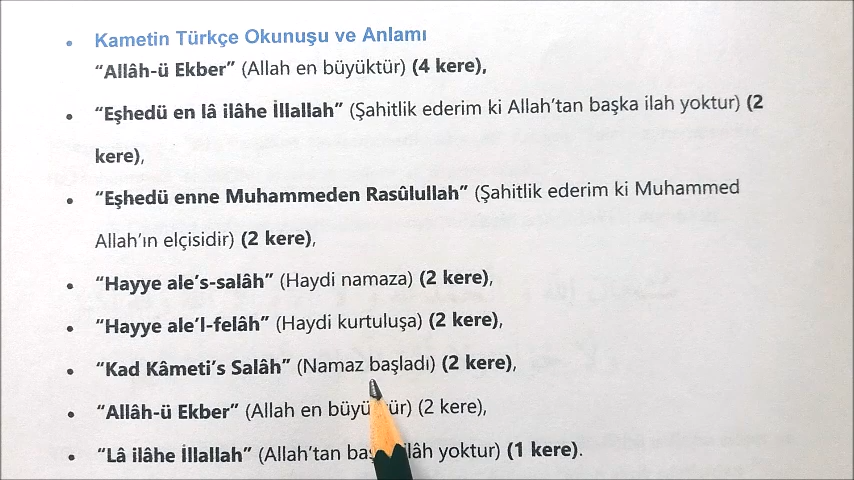 Kametin Türkçe Okunuşu ve Anlamı
“Allâh-ü Ekber” (Allah en büyüktür) (4 kere),
“Eşhedü en lâ ilâhe İllallah” (Şahitlik ederim ki Allah’tan başka ilah yoktur) (2
kere),
“Eşhedü enne Muhammeden Rasûlullah” (Şahitlik ederim ki Muhammed
Allah’ın elçisidir) (2 kere),
“Hayye ale’s-salâh” (Haydi namaza) (2 kere),
“Hayye ale’l-felâh” (Haydi kurtuluşa) (2 kere),
“Kad Kâmeti’s Salâh” (Namaz başladı) (2 kere),
“Allâh-ü Ekber” (Allah en ) (2 kere),
“Lâ ilâhe İllallah” (Allah’tan yoktur) (1 kere).